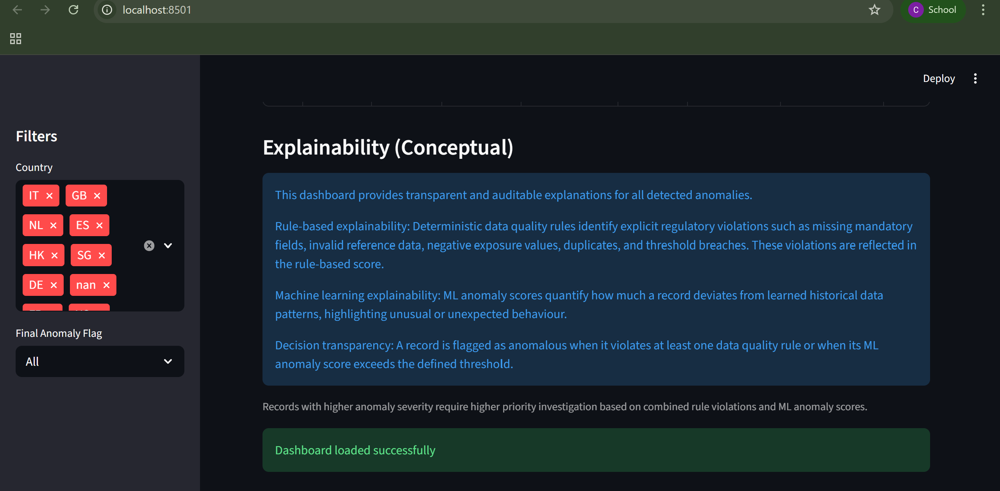 localhost:8501
C School
Deploy
Filters
Country
IT GB
NL ES
HK SG
DE nan
Final Anomaly Flag
All
Explainability (Conceptual)
This dashboard provides transparent and auditable explanations for all detected anomalies.
Rule-based explainability: Deterministic data quality rules identify explicit regulatory violations such as missing mandatory
fields, invalid reference data, negative exposure values, duplicates, and threshold breaches. These violations are reflected in
the rule-based score.
Machine learning explainability: ML anomaly scores quantify how much a record deviates from learned historical data
patterns, highlighting unusual or unexpected behaviour.
Decision transparency: A record is flagged as anomalous when it violates at least one data quality rule or when its ML
anomaly score exceeds the defined threshold.
Records with higher anomaly severity require higher priority investigation based on combined rule violations and ML anomaly scores.
Dashboard loaded successfully